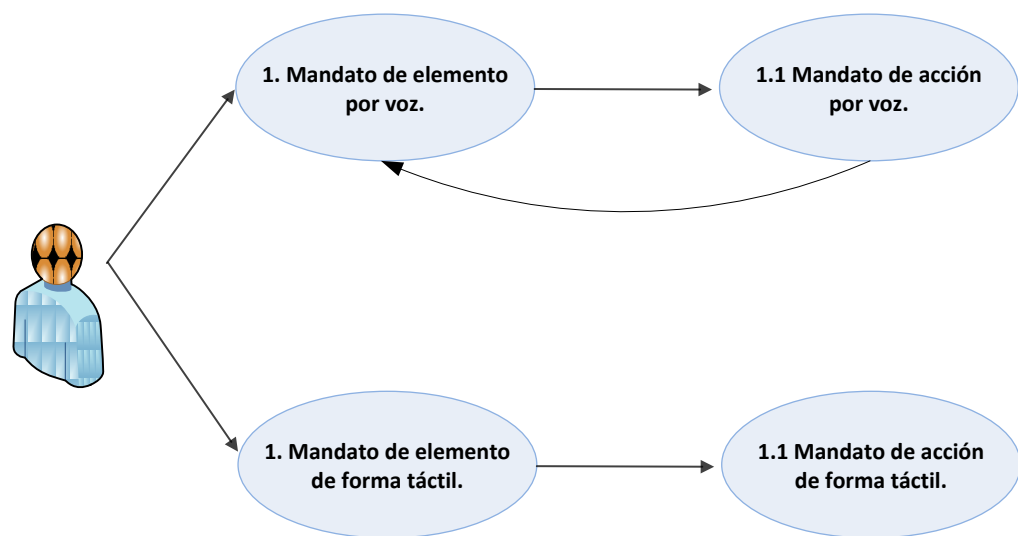 1. Mandato de elemento
por voz.
1.1 Mandato de acción
por voz.
1. Mandato de elemento
de forma táctil.
1.1 Mandato de acción
de forma táctil.